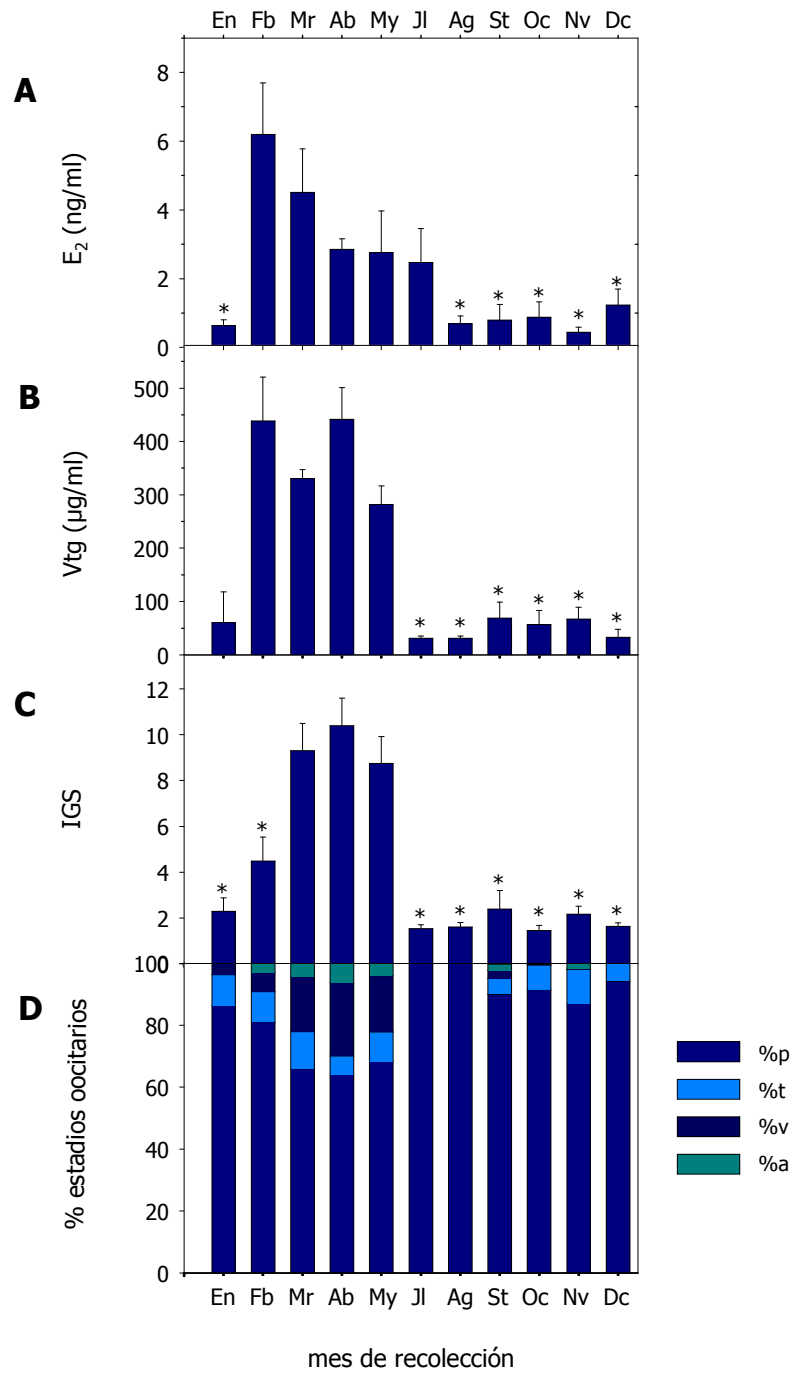 En Fb Mr Ab My Jl Ag St Oc Nv Dc
A
E2 (ng/ml)
8
6
4
2
0
* * * * * *
B
Vtg (µg/ml)
500
400
300
200
100
0
* * * * * *
C
IGS
12
10
8
6
4
2
0
* * * * * * * *
D
% estadios oocitarios
100
80
60
40
20
0
%p
%t
%v
%a
En Fb Mr Ab My Jl Ag St Oc Nv Dc
mes de recolección